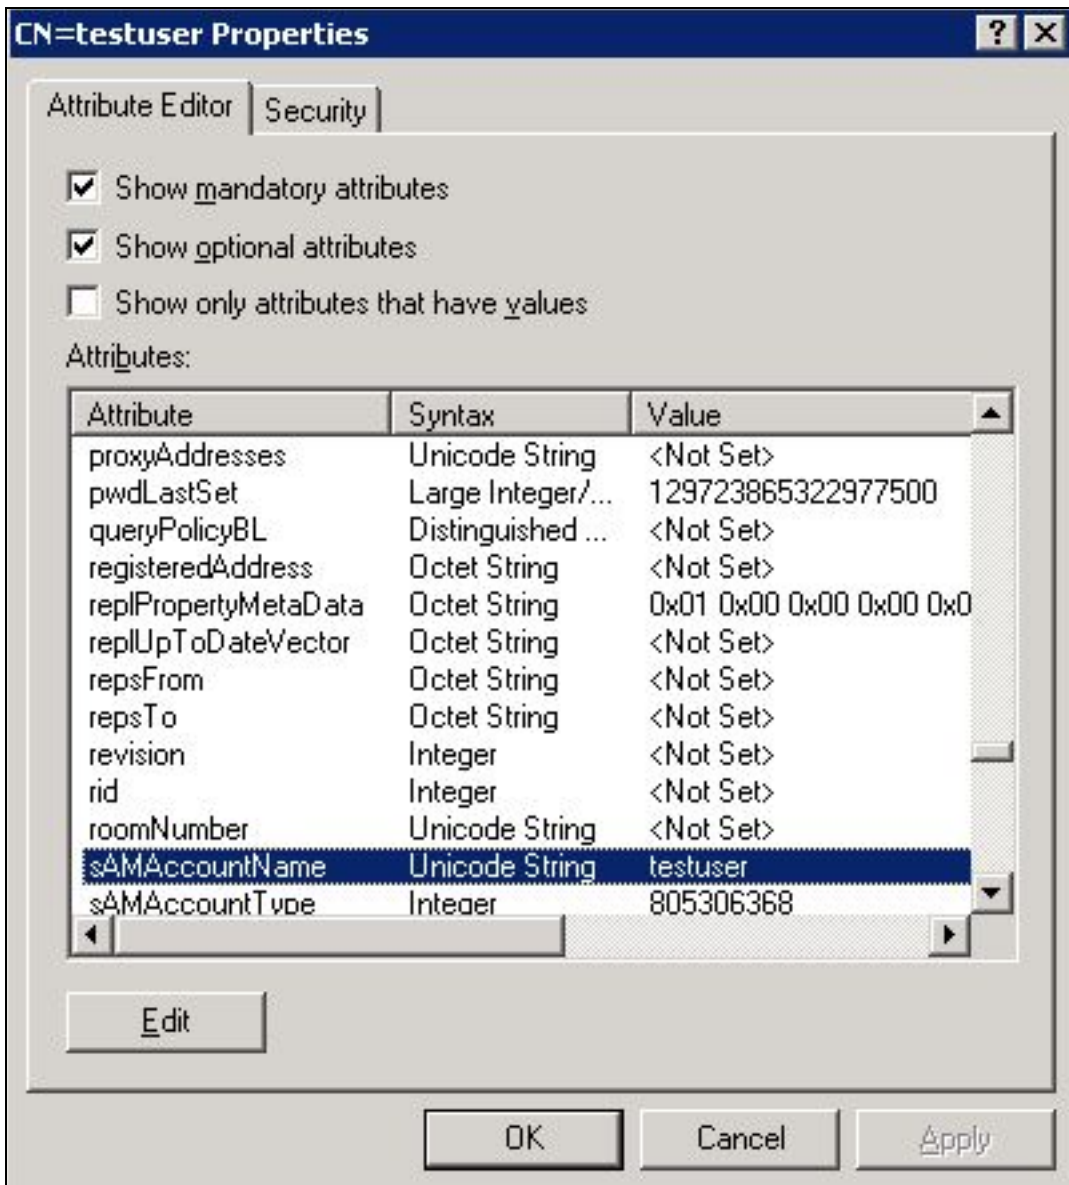 CN=testuser Properties
Attribute Editor Security
Show mandatory attributes
Show optional attributes
Show only attributes that have values
Attributes:
Attribute Syntax Value
proxyAddresses Unicode String <Not Set>
pwdLastSet Large Integer/... 129723865322977500
queryPolicyBL Distinguished ... <Not Set>
registeredAddress Octet String <Not Set>
replPropertyMetaData Octet String 0x01 0x00 0x00 0x00 0x0
replUpToDateVector Octet String <Not Set>
repsFrom Octet String <Not Set>
repsTo Octet String <Not Set>
revision Integer <Not Set>
rid Integer <Not Set>
roomNumber Unicode String <Not Set>
sAMAccountName Unicode String testuser
sAMAccountType Integer 805306368
Edit
OK Cancel Apply